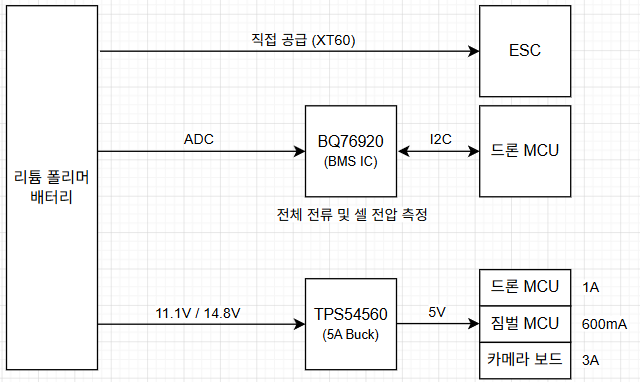 직접 공급 (XT60)
ESC
리튬 폴리머
배터리
ADC
BQ76920
(BMS IC)
I2C
드론 MCU
전체 전류 및 셀 전압 측정
11.1V / 14.8V
TPS54560
(5A Buck)
5V
드론 MCU
1A
짐벌 MCU
600mA
카메라 보드
3A